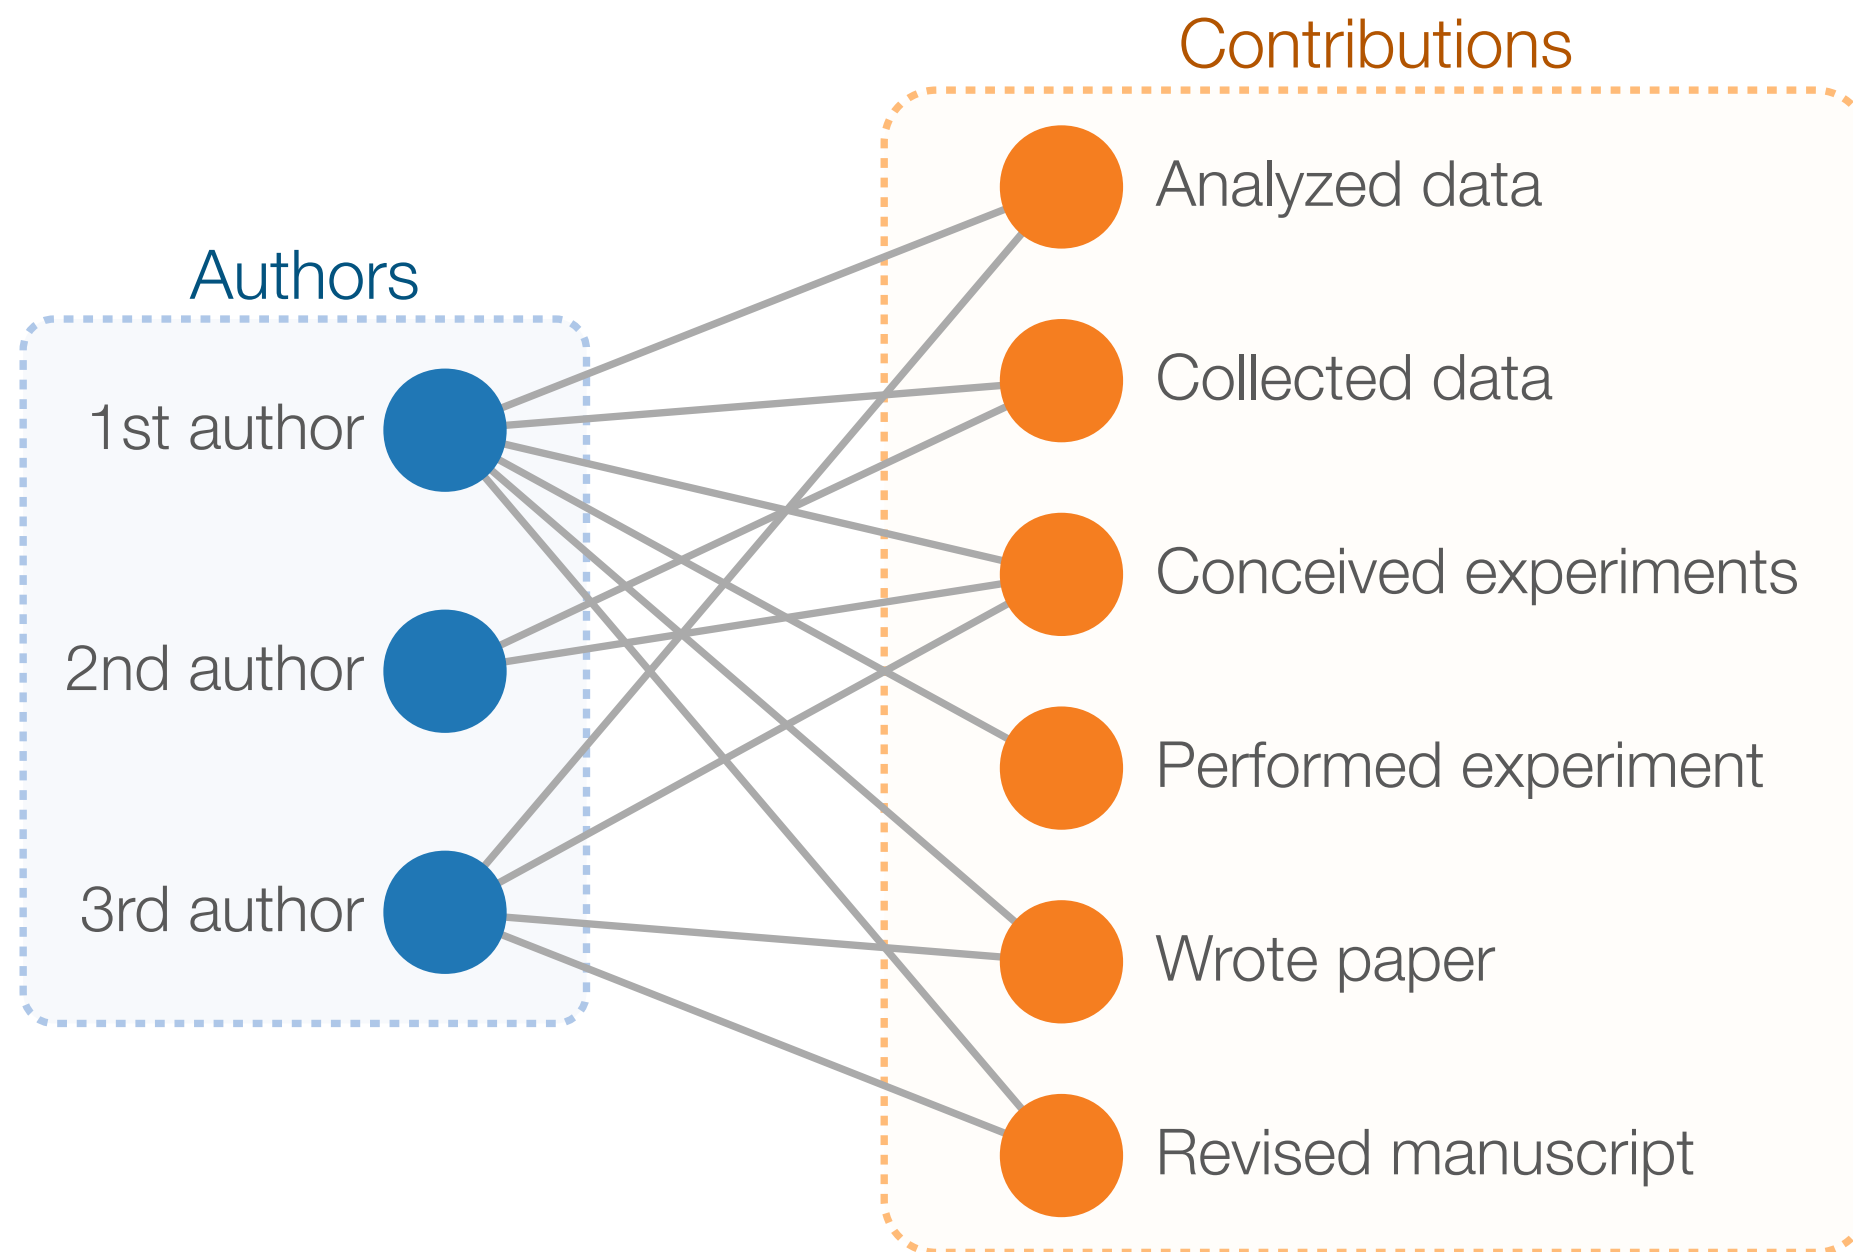 Contributions
Authors
1st author
2nd author
3rd author
Analyzed data
Collected data
Conceived experiments
Performed experiment
Wrote paper
Revised manuscript